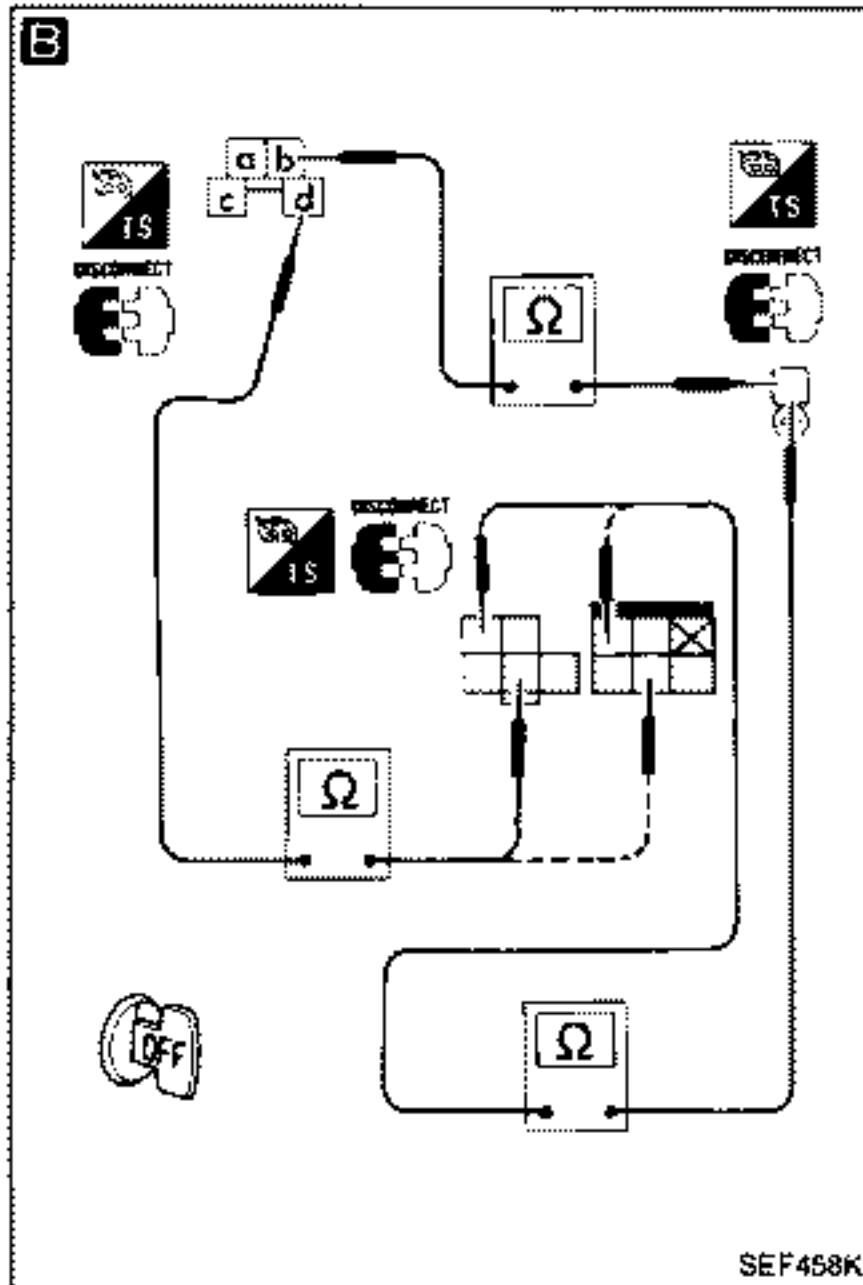 B
a b
c d
T.S
DISCONNECT
T.S
DISCONNECT
Ω
T.S
DISCONNECT
Ω
OFF
Ω
SEF458K